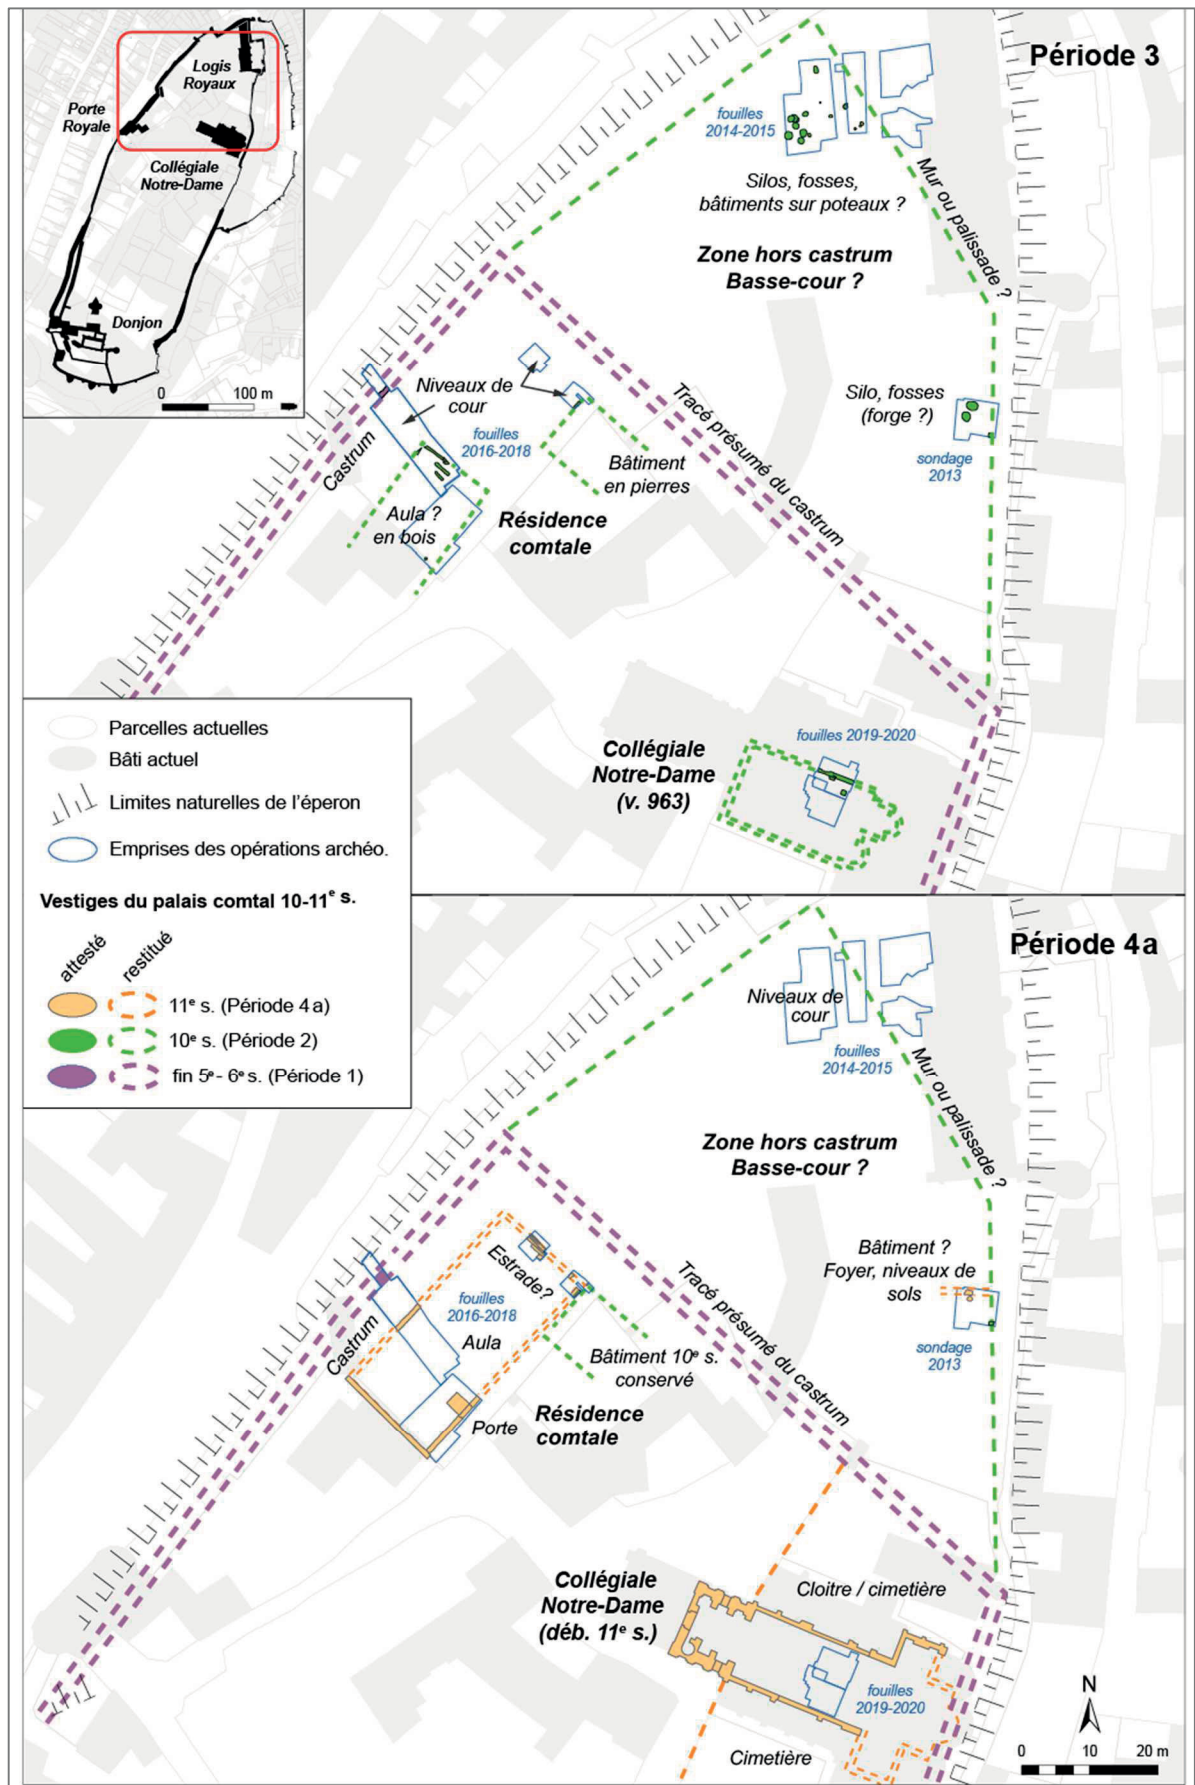 Logis
Royaux
Porte
Royale
Collégiale
Notre-Dame
Donjon
0 100 m
Période 3
fouilles
2014-2015
Silos, fosses,
bâtiments sur poteaux ?
Mur ou palissade ?
Zone hors castrum
Basse-cour ?
Niveaux de
cour
fouilles
2016-2018
Castrum
Tracé présumé du castrum
Silo, fosses
(forge ?)
sondage
2013
Bâtiment
en pierres
Aula ?
en bois
Résidence
comtale
fouilles 2019-2020
Collégiale
Notre-Dame
(v. 963)
Parcelles actuelles
Bâti actuel
Limites naturelles de l'éperon
Emprises des opérations archéo.
Vestiges du palais comtal 10-11e s.
attesté
restitué
11e s. (Période 4a)
10e s. (Période 2)
fin 5e - 6e s. (Période 1)
Période 4a
Niveaux de
cour
fouilles
2014-2015
Mur ou palissade ?
Zone hors castrum
Basse-cour ?
Estrade?
fouilles
2016-2018
Castrum
Aula
Tracé présumé du castrum
Bâtiment ?
Foyer, niveaux de
sols
sondage
2013
Bâtiment 10e s.
conservé
Porte
Résidence
comtale
Collégiale
Notre-Dame
(déb. 11e s.)
Cloitre / cimetière
fouilles
2019-2020
Cimetière
N
0 10 20 m